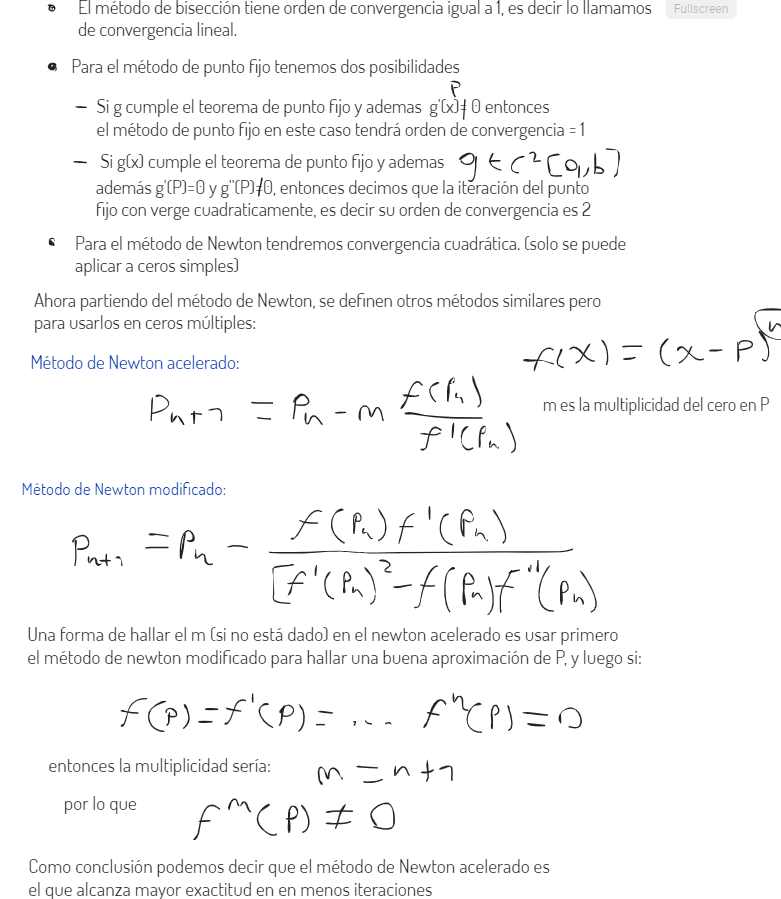 El método de bisección tiene orden de convergencia igual a 1, es decir lo llamamos
Fullscreen
de convergencia lineal.
Para el método de punto fijo tenemos dos posibilidades
– Si g cumple el teorema de punto fijo y ademas g'(x)≠0 entonces
P
el método de punto fijo en este caso tendrá orden de convergencia = 1
– Si g(x) cumple el teorema de punto fijo y ademas g ∈ C²[a,b]
además g'(P)=0 y g''(P)≠0, entonces decimos que la iteración del punto
fijo con verge cuadraticamente, es decir su orden de convergencia es 2
Para el método de Newton tendremos convergencia cuadrática. (solo se puede
aplicar a ceros simples)
Ahora partiendo del método de Newton, se definen otros métodos similares pero
para usarlos en ceros múltiples:
f(x) = (x-P)
Método de Newton acelerado:
Pn+1 = Pn - m f(Pn) / f'(Pn)
m es la multiplicidad del cero en P
Método de Newton modificado:
Pn+1 = Pn - f(Pn) f'(Pn) / [f'(Pn)² - f(Pn) f''(Pn)
Una forma de hallar el m (si no está dado) en el newton acelerado es usar primero
el método de newton modificado para hallar una buena aproximación de P, y luego si:
f(P) = f'(P) = ... fⁿ(P) = 0
entonces la multiplicidad sería: m = n+1
por lo que fᵐ(P) ≠ 0
Como conclusión podemos decir que el método de Newton acelerado es
el que alcanza mayor exactitud en en menos iteraciones